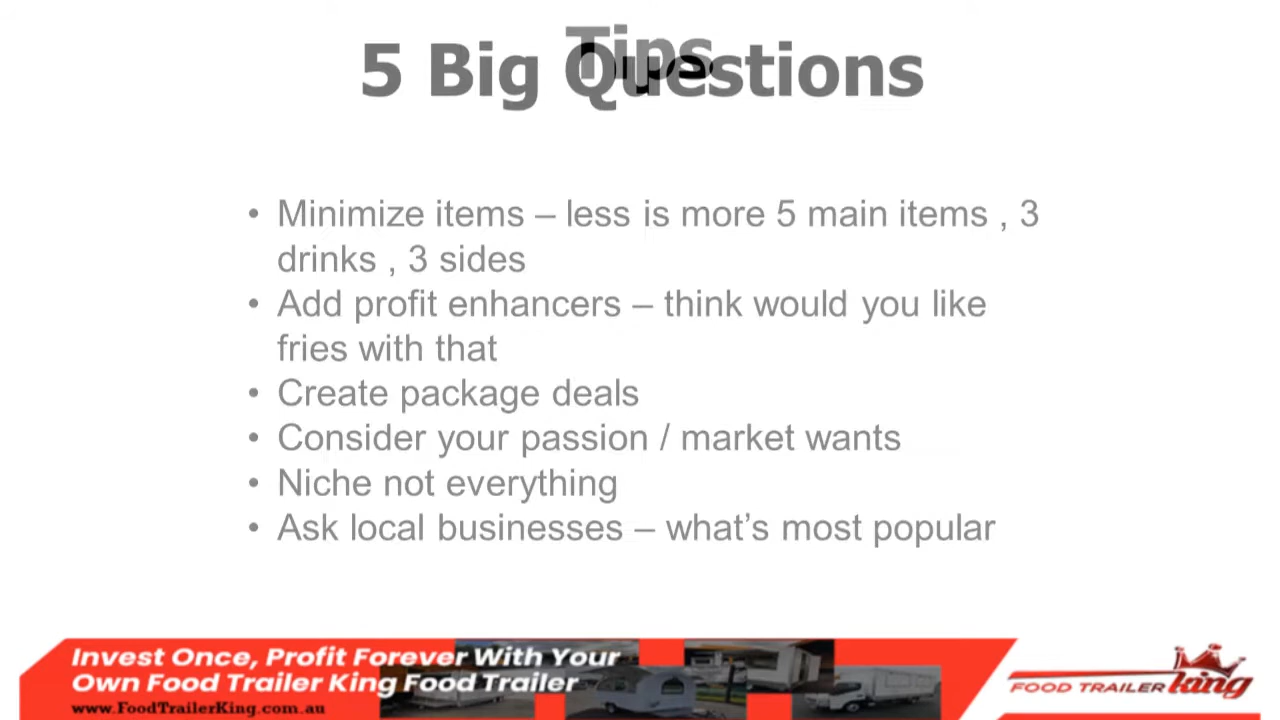 Tips
5 Big Questions
• Minimize items – less is more 5 main items , 3
drinks , 3 sides
• Add profit enhancers – think would you like
fries with that
• Create package deals
• Consider your passion / market wants
• Niche not everything
• Ask local businesses – what’s most popular
Invest Once, Profit Forever With Your
Own Food Trailer King Food Trailer
www.FoodTrailerKing.com.au
FOOD TRAILER king